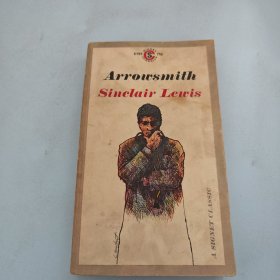 Arrowsmith
Sinclair Lewis
A SIGNET CLASSIC